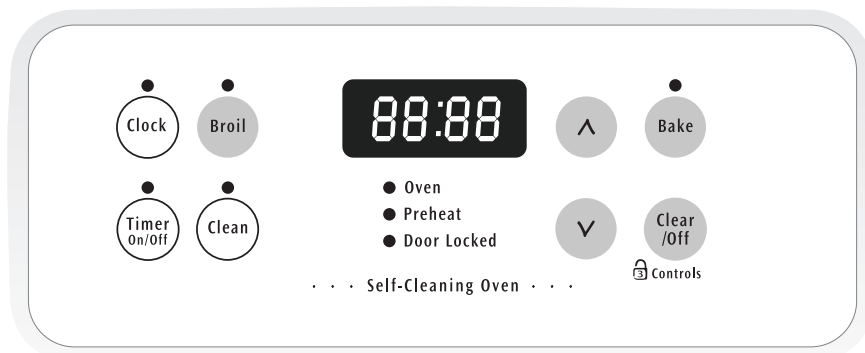 Clock
Broil
88:88
Bake
Timer
On/Off
Clean
Oven
Preheat
Door Locked
Clear
/Off
3 Controls
Self-Cleaning Oven